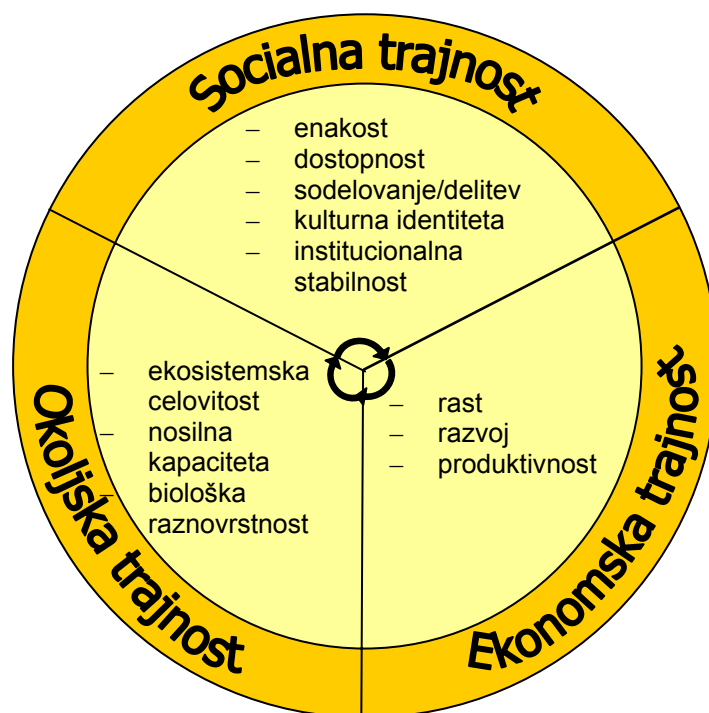 Socialna trajnost
– enakost
– dostopnost
– sodelovanje/delitev
– kulturna identiteta
– institucionalna
stabilnost
Okoljska trajnost
– ekosistemska
celovitost
– nosilna
kapaciteta
– biološka
raznovrstnost
Ekonomska trajnost
– rast
– razvoj
– produktivnost